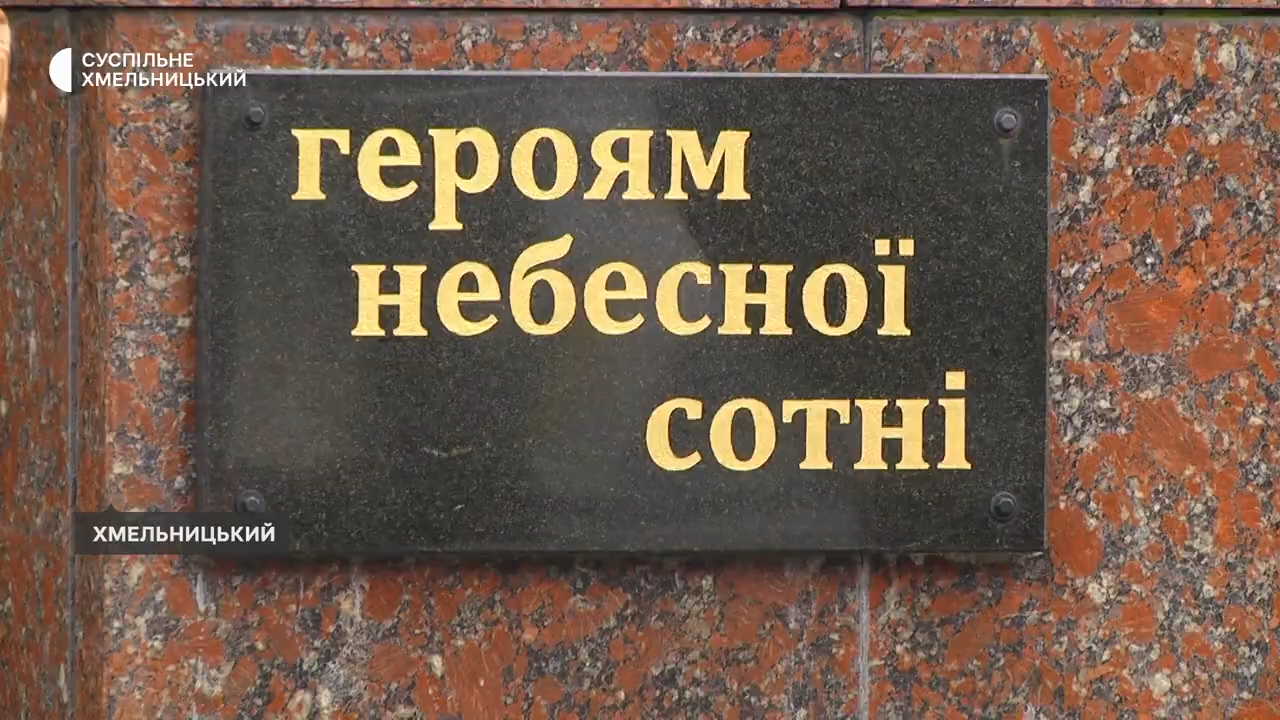 СУСПІЛЬНЕ
ХМЕЛЬНИЦЬКИЙ
героям
небесної
сотні
ХМЕЛЬНИЦЬКИЙ